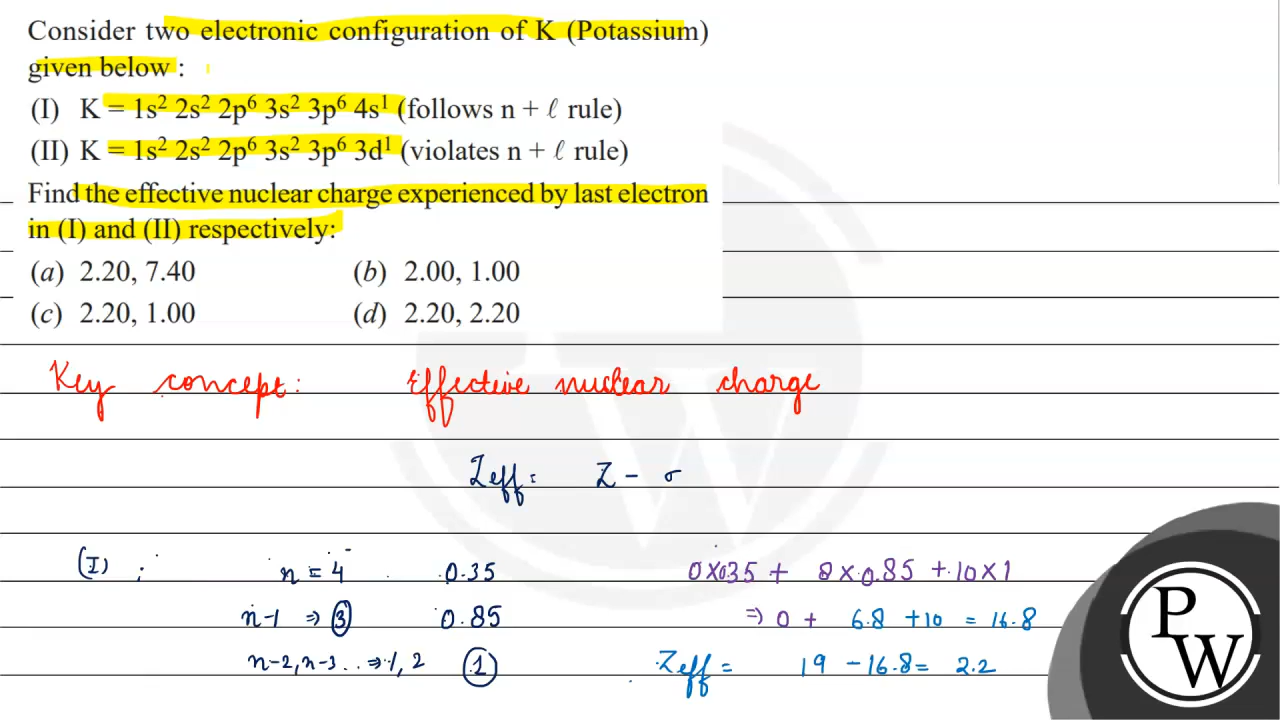 Consider two electronic configuration of K (Potassium)
given below :
(I) K = 1s² 2s² 2p⁶ 3s² 3p⁶ 4s¹ (follows n + ℓ rule)
(II) K = 1s² 2s² 2p⁶ 3s² 3p⁶ 3d¹ (violates n + ℓ rule)
Find the effective nuclear charge experienced by last electron
in (I) and (II) respectively:
(a) 2.20, 7.40 (b) 2.00, 1.00
(c) 2.20, 1.00 (d) 2.20, 2.20
Key concept: Effective nuclear charge
Zeff = Z - σ
(I) : n = 4 0.35 0X0.35 + 8 x 0.85 + 10 x 1
n-1 ⇒ 3 0.85 ⇒ 0 + 6.8 + 10 = 16.8
n-2, n-3 .. ⇒ 1, 2 1 Zeff = 19 - 16.8 = 2.2
P
W